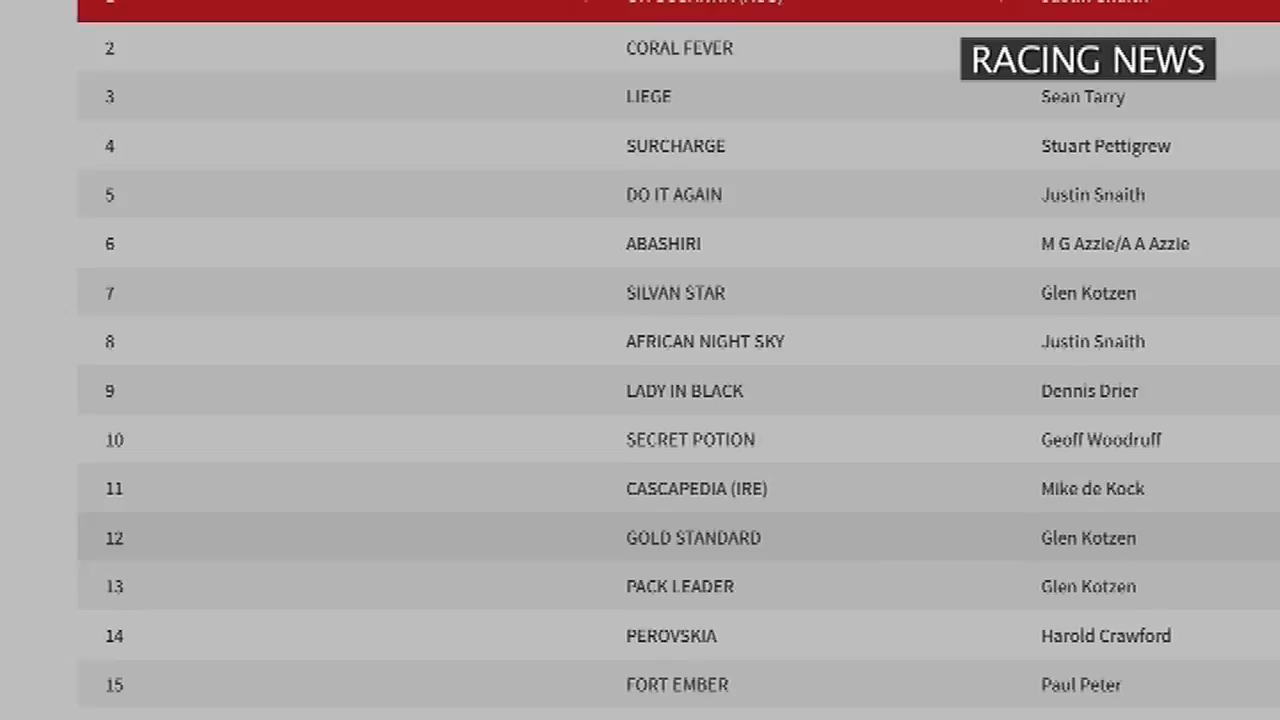 2 CORAL FEVER
RACING NEWS
3 LIEGE Sean Tarry
4 SURCHARGE Stuart Pettigrew
5 DO IT AGAIN Justin Snaith
6 ABASHIRI M G Azzie/A A Azzie
7 SILVAN STAR Glen Kotzen
8 AFRICAN NIGHT SKY Justin Snaith
9 LADY IN BLACK Dennis Drier
10 SECRET POTION Geoff Woodruff
11 CASCAPEDIA (IRE) Mike de Kock
12 GOLD STANDARD Glen Kotzen
13 PACK LEADER Glen Kotzen
14 PEROVSKIA Harold Crawford
15 FORT EMBER Paul Peter